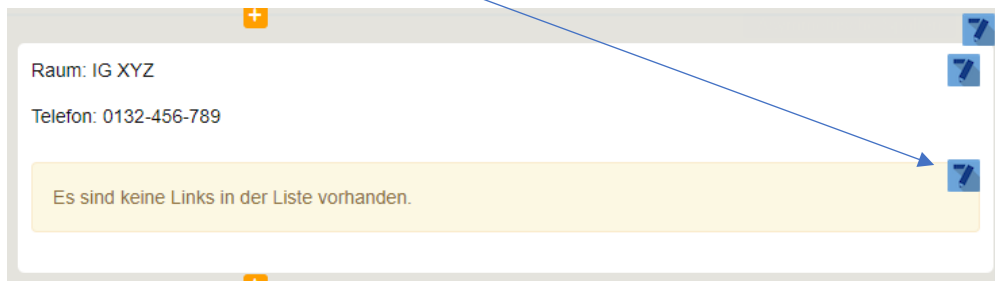 Raum: IG XYZ
Telefon: 0132-456-789
Es sind keine Links in der Liste vorhanden.